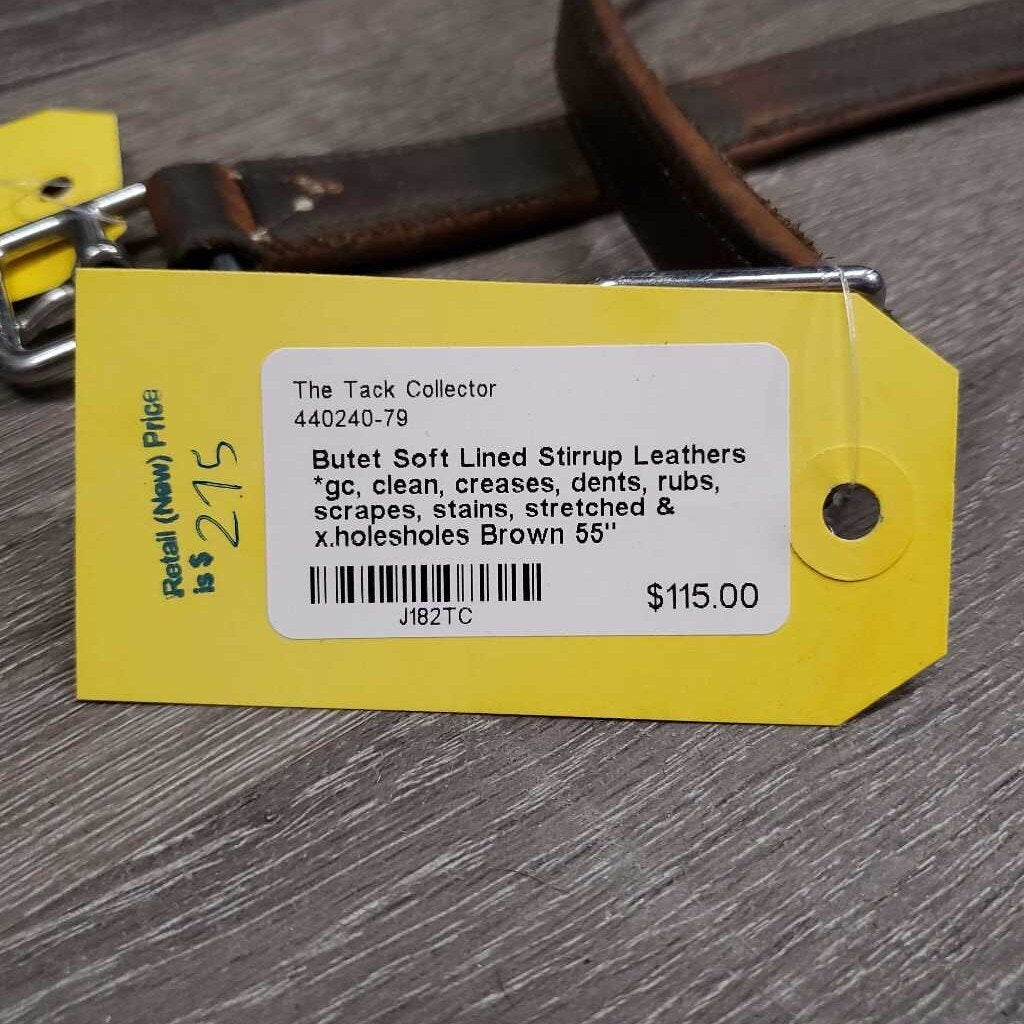 The Tack Collector
440240-79
Butet Soft Lined Stirrup Leathers
*gc, clean, creases, dents, rubs,
scrapes, stains, stretched &
x.holesholes Brown 55"
J182TC
$115.00
Retail (New) Price
is $ 275